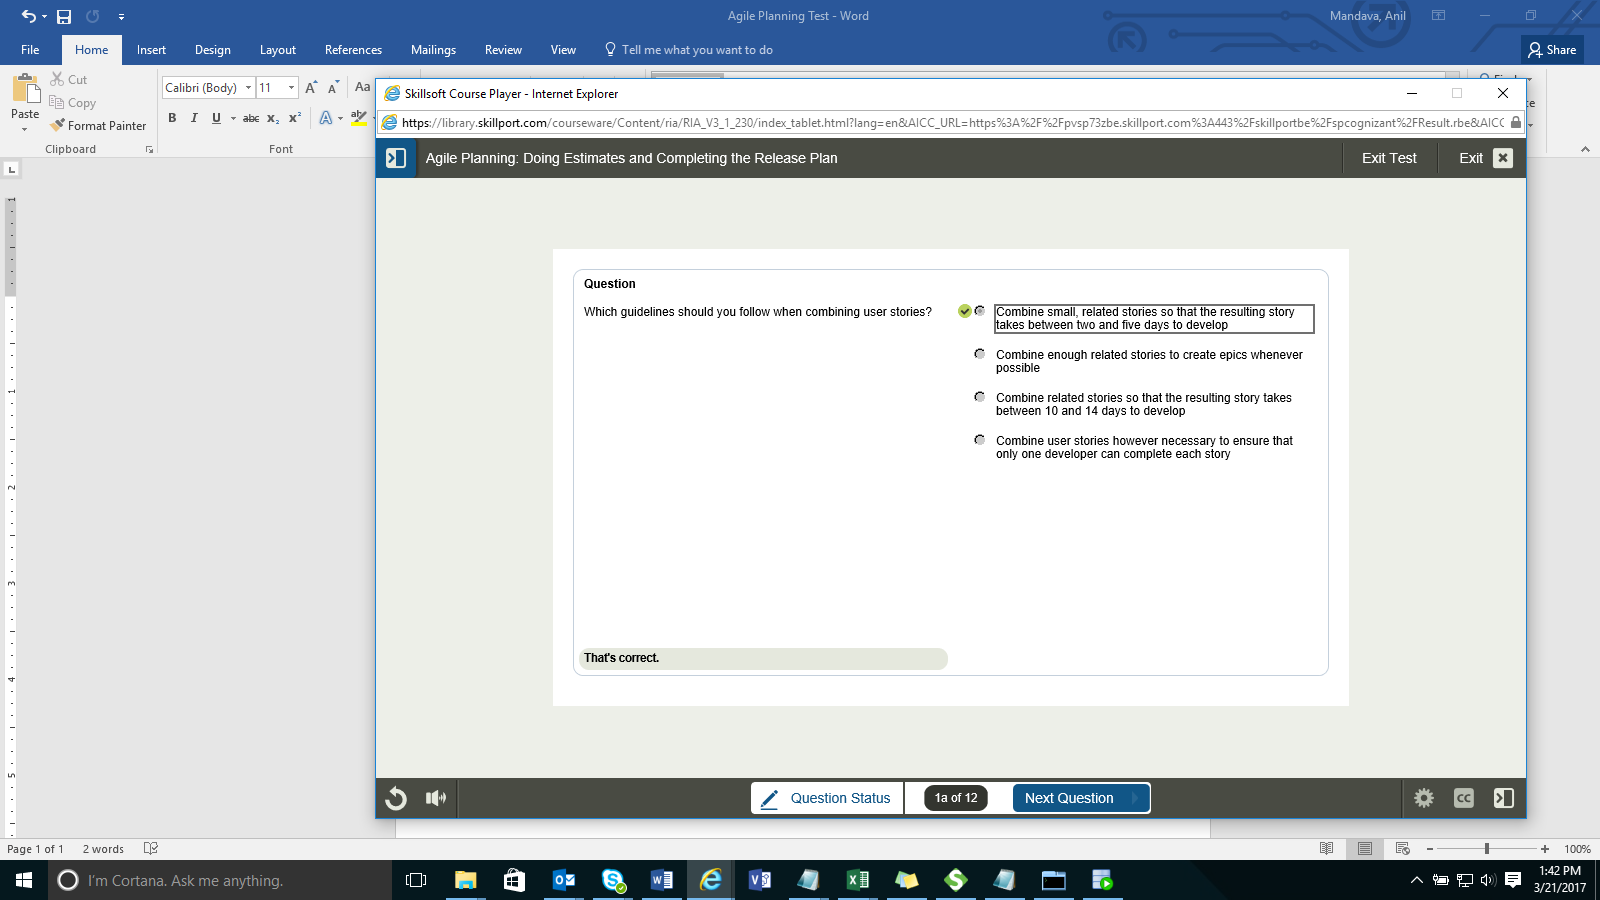 Agile Planning Test - Word
Mandava, Anil
File Home Insert Design Layout References Mailings Review View Tell me what you want to do
Share
Paste
Cut
Copy
Format Painter
Clipboard
Calibri (Body) 11
B I U abc x₂ x²
Font
Skillsoft Course Player - Internet Explorer
https://library.skillport.com/courseware/Content/ria/RIA_V3_1_230/index_tablet.html?lang=en&AICC_URL=https%3A%2F%2Fpvsp73zbe.skillport.com%3A443%2Fskillportbe%2Fspcognizant%2FResult.rbe&AICC
Agile Planning: Doing Estimates and Completing the Release Plan
Exit Test
Exit
Question
Which guidelines should you follow when combining user stories?
Combine small, related stories so that the resulting story
takes between two and five days to develop
Combine enough related stories to create epics whenever
possible
Combine related stories so that the resulting story takes
between 10 and 14 days to develop
Combine user stories however necessary to ensure that
only one developer can complete each story
That's correct.
Question Status
1a of 12
Next Question
CC
Page 1 of 1 2 words
100%
I'm Cortana. Ask me anything.
1:42 PM
3/21/2017